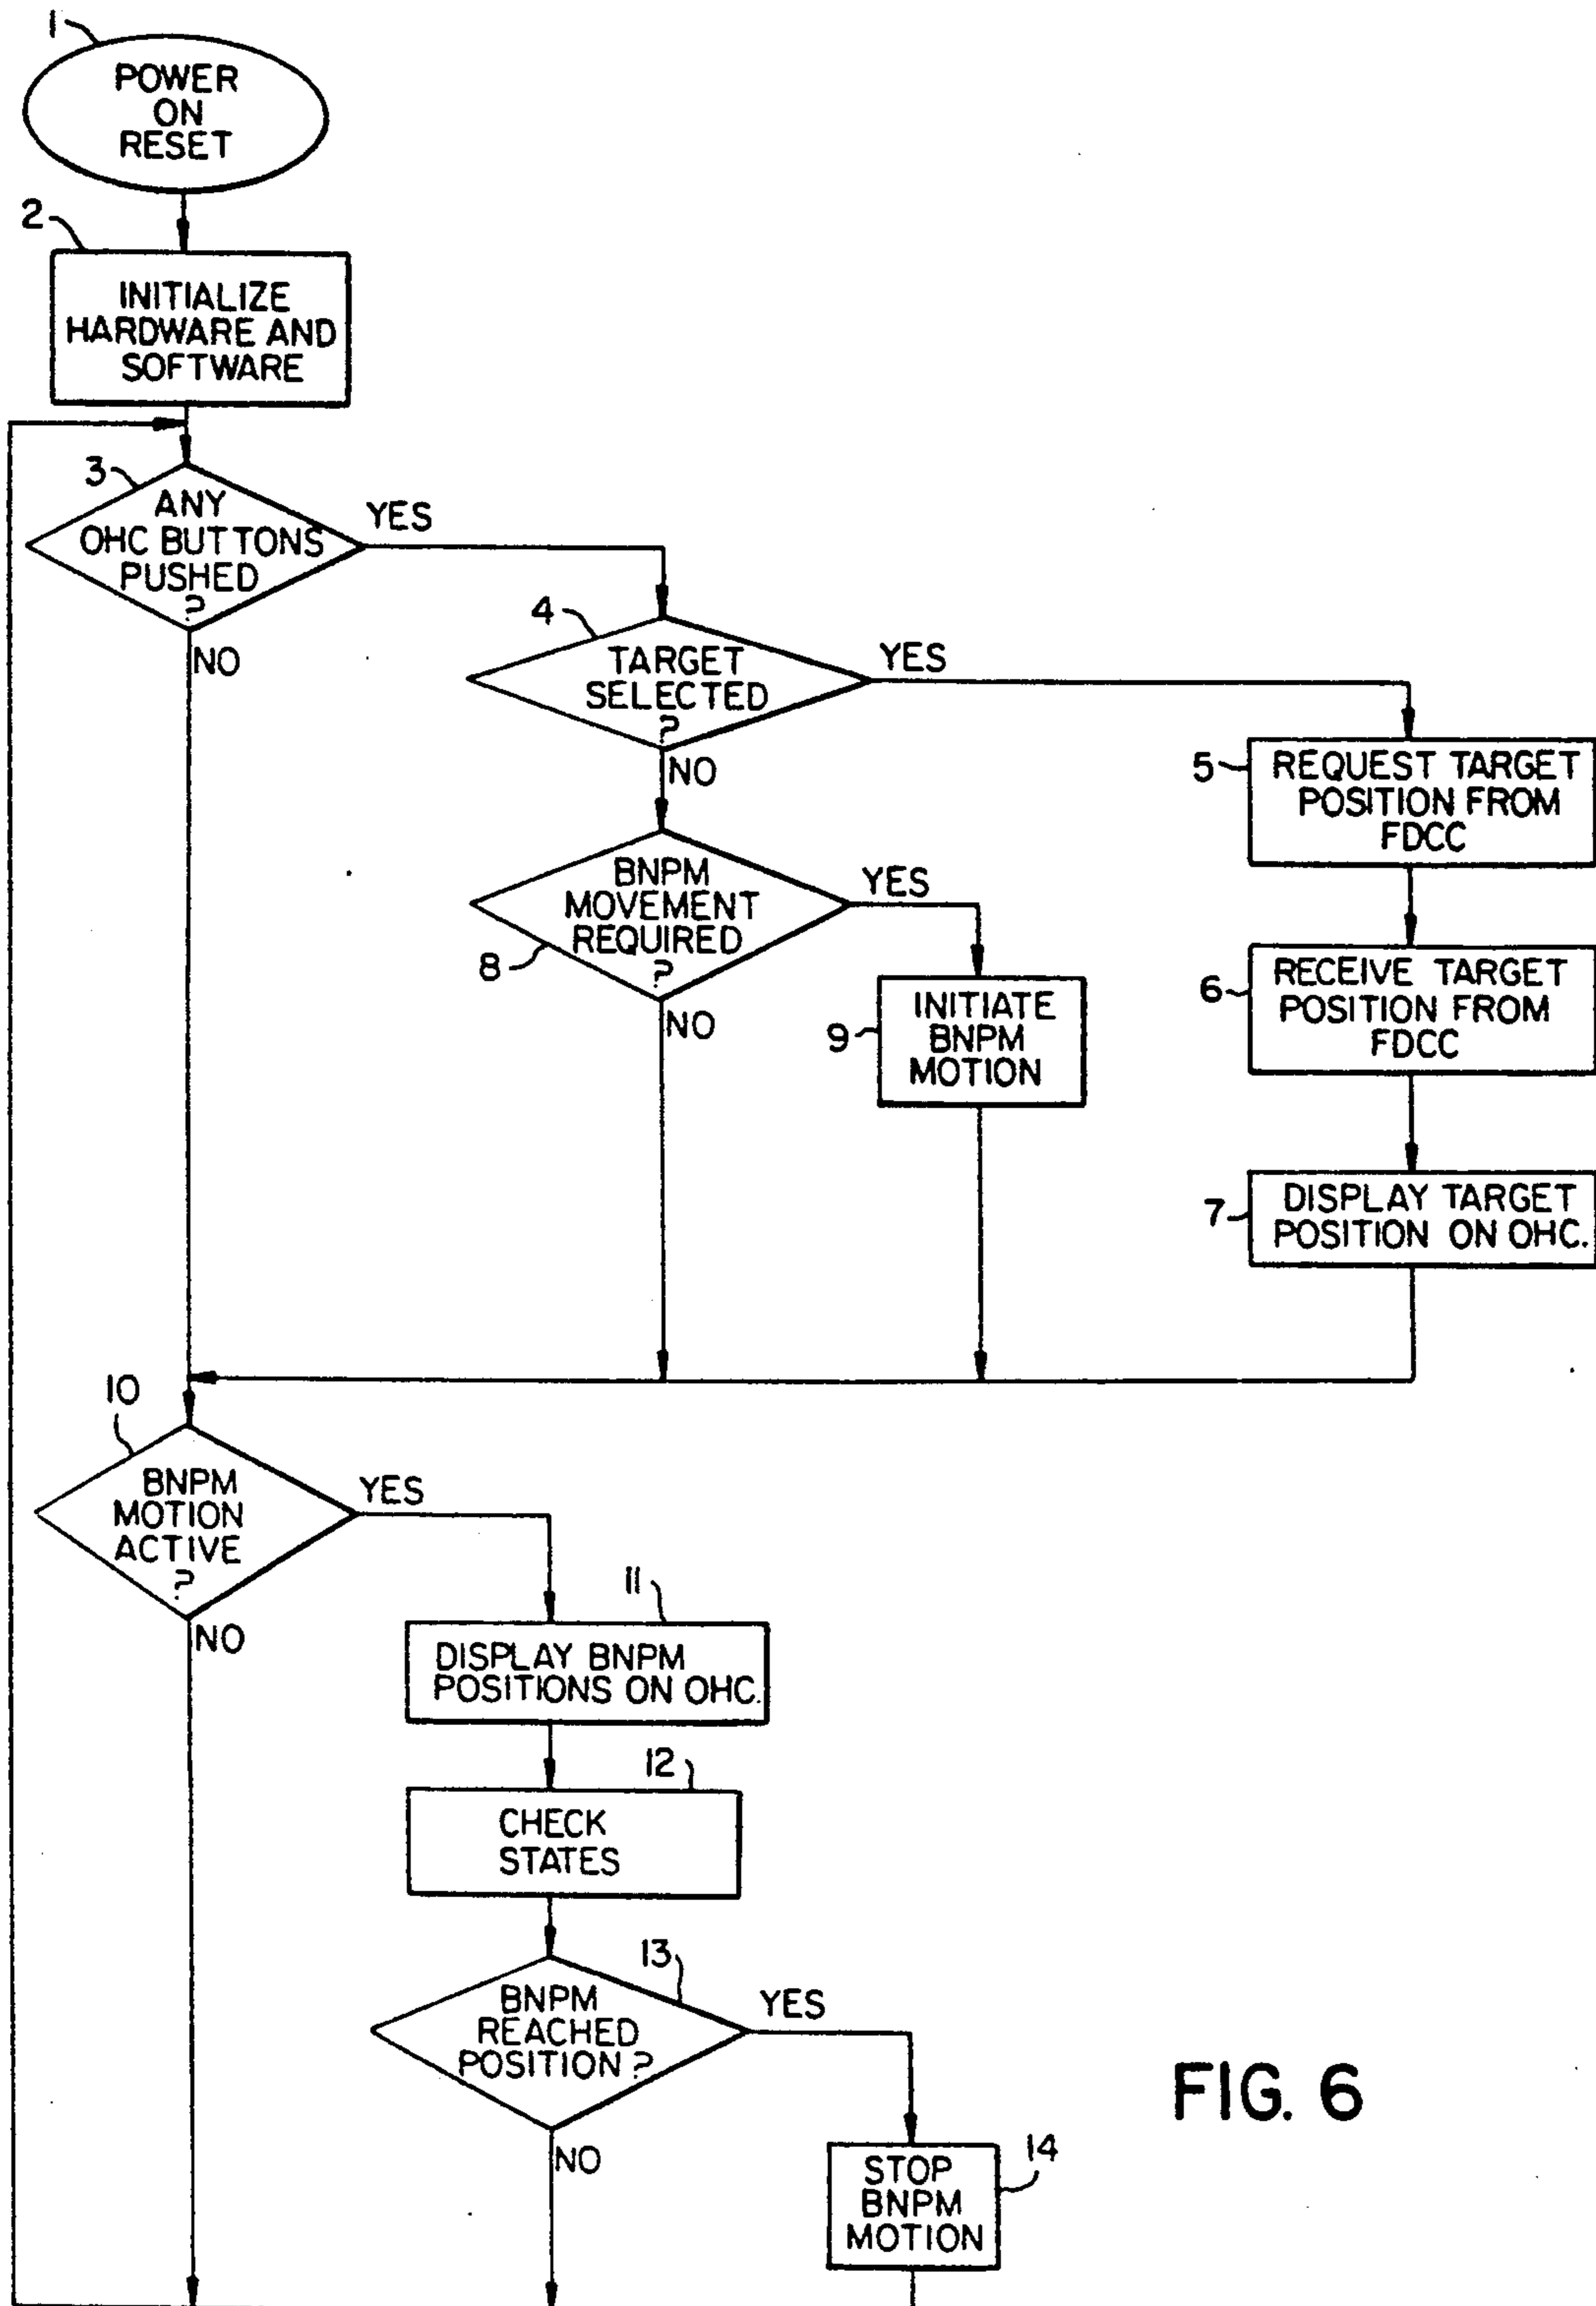 1
POWER
ON
RESET
2
INITIALIZE
HARDWARE AND
SOFTWARE
3
ANY
OHC BUTTONS
PUSHED
?
YES
NO
4
TARGET
SELECTED
?
YES
NO
5
REQUEST TARGET
POSITION FROM
FDCC
6
RECEIVE TARGET
POSITION FROM
FDCC
7
DISPLAY TARGET
POSITION ON OHC.
8
BNPM
MOVEMENT
REQUIRED
?
YES
NO
9
INITIATE
BNPM
MOTION
10
BNPM
MOTION
ACTIVE
?
YES
NO
11
DISPLAY BNPM
POSITIONS ON OHC.
12
CHECK
STATES
13
BNPM
REACHED
POSITION ?
YES
NO
14
STOP
BNPM
MOTION
FIG. 6